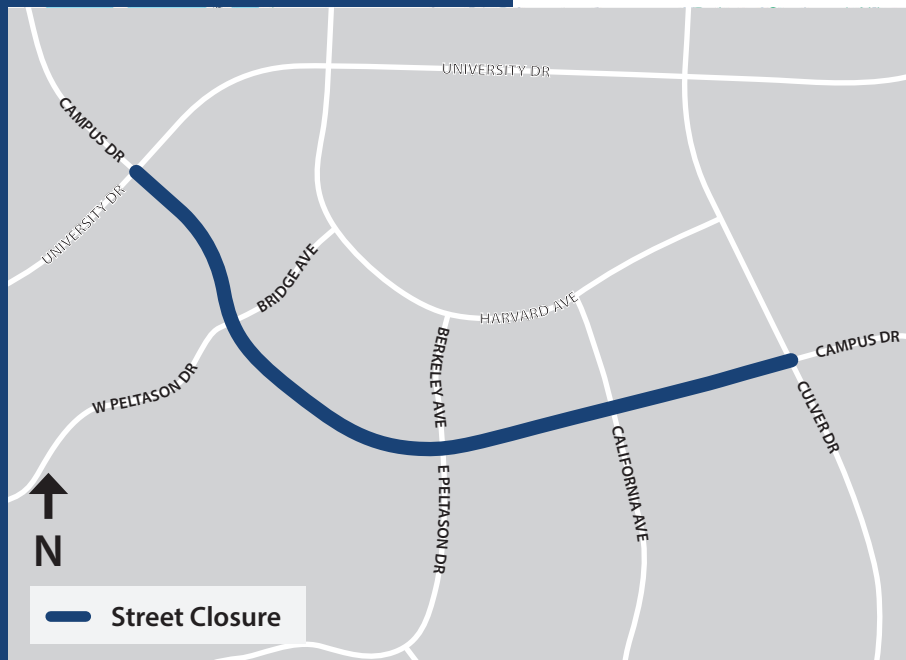 UNIVERSITY DR
CAMPUS DR
UNIVERSITY DR
BRIDGE AVE
HARVARD AVE
BERKELEY AVE
CAMPUS DR
W PELTASON DR
CULVER DR
CALIFORNIA AVE
E PELTASON DR
N
Street Closure